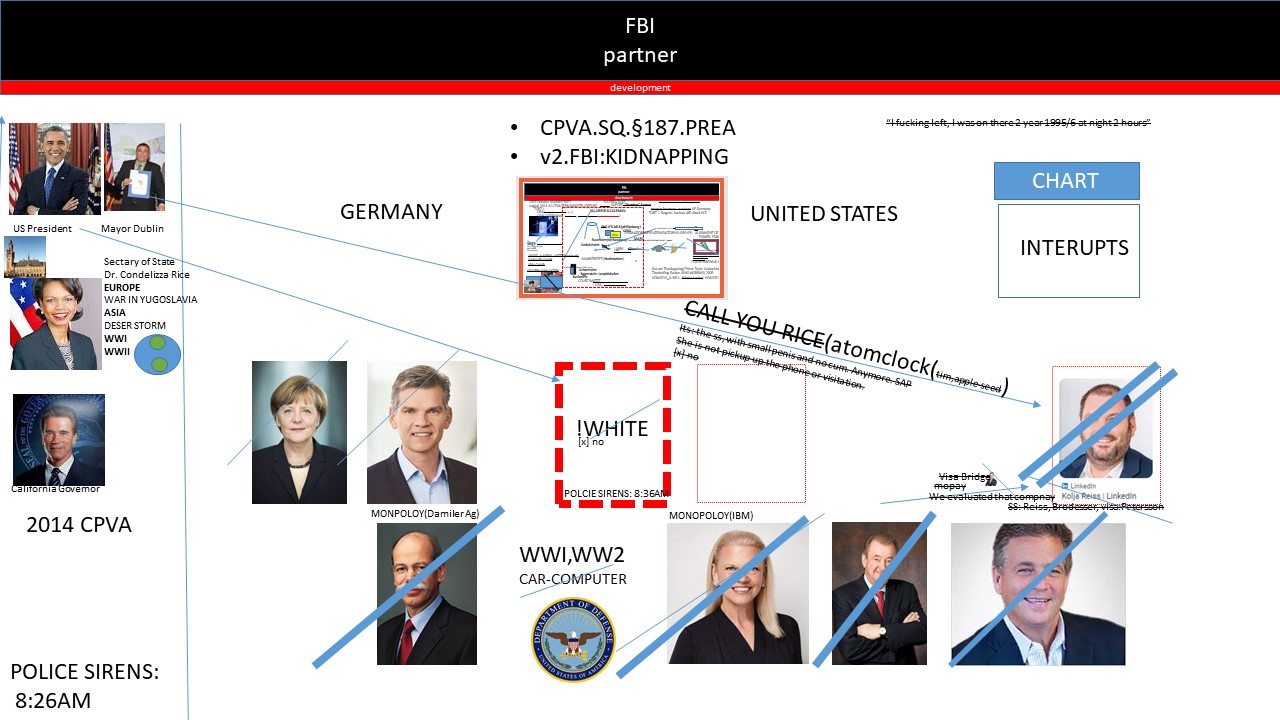 FBI
partner
development
• CPVA.SQ.§187.PREA
• v2.FBI:KIDNAPPING
"I fucking left, I was on there 2 year 1995/6 at night 2 hours"
CHART
INTERUPTS
GERMANY
UNITED STATES
US President
Mayor Dublin
Sectary of State
Dr. Condelizza Rice
EUROPE
WAR IN YUGOSLAVIA
ASIA
DESER STORM
WWI
WWII
CALL YOU RICE(atomclock(tim,apple seed)
Its: the ss, with small penis and no cum. Anymore. SAP
She is not pickup up the phone or visitation.
[x] no
!WHITE
[x] no
POLCIE SIRENS: 8:36AM
California Governor
2014 CPVA
Visa Bridge
mopay
We evaluated that compnay
LinkedIn
Kolja Reiss | LinkedIn
SS: Reiss, Brodesser, visa:Petersson
MONPOLOY(Damiler Ag)
MONOPOLOY(IBM)
WWI,WW2
CAR-COMPUTER
DEPARTMENT OF DEFENSE
UNITED STATES OF AMERICA
POLICE SIRENS:
8:26AM